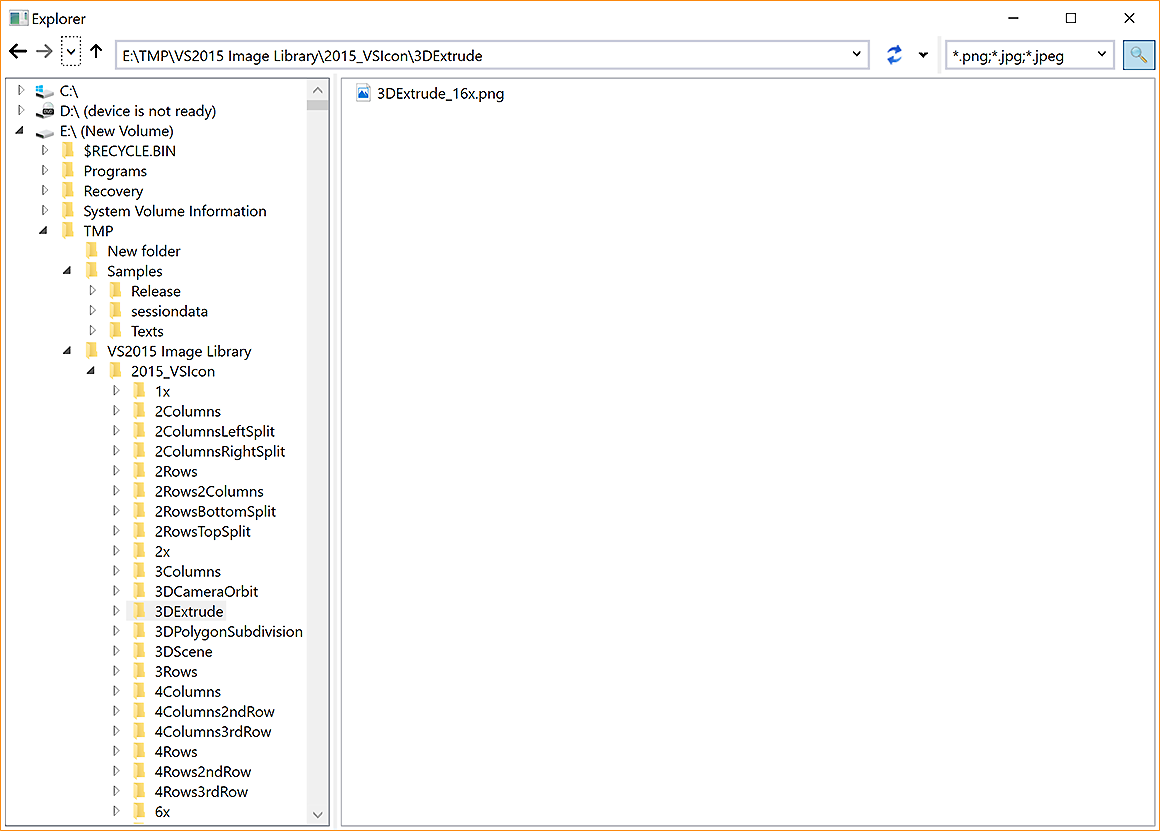 Explorer
E:\TMP\VS2015 Image Library\2015_VSIcon\3DExtrude
*.png;*.jpg;*.jpeg
C:\
D:\ (device is not ready)
E:\ (New Volume)
$RECYCLE.BIN
Programs
Recovery
System Volume Information
TMP
New folder
Samples
Release
sessiondata
Texts
VS2015 Image Library
2015_VSIcon
1x
2Columns
2ColumnsLeftSplit
2ColumnsRightSplit
2Rows
2Rows2Columns
2RowsBottomSplit
2RowsTopSplit
2x
3Columns
3DCameraOrbit
3DExtrude
3DPolygonSubdivision
3DScene
3Rows
4Columns
4Columns2ndRow
4Columns3rdRow
4Rows
4Rows2ndRow
4Rows3rdRow
6x
3DExtrude_16x.png